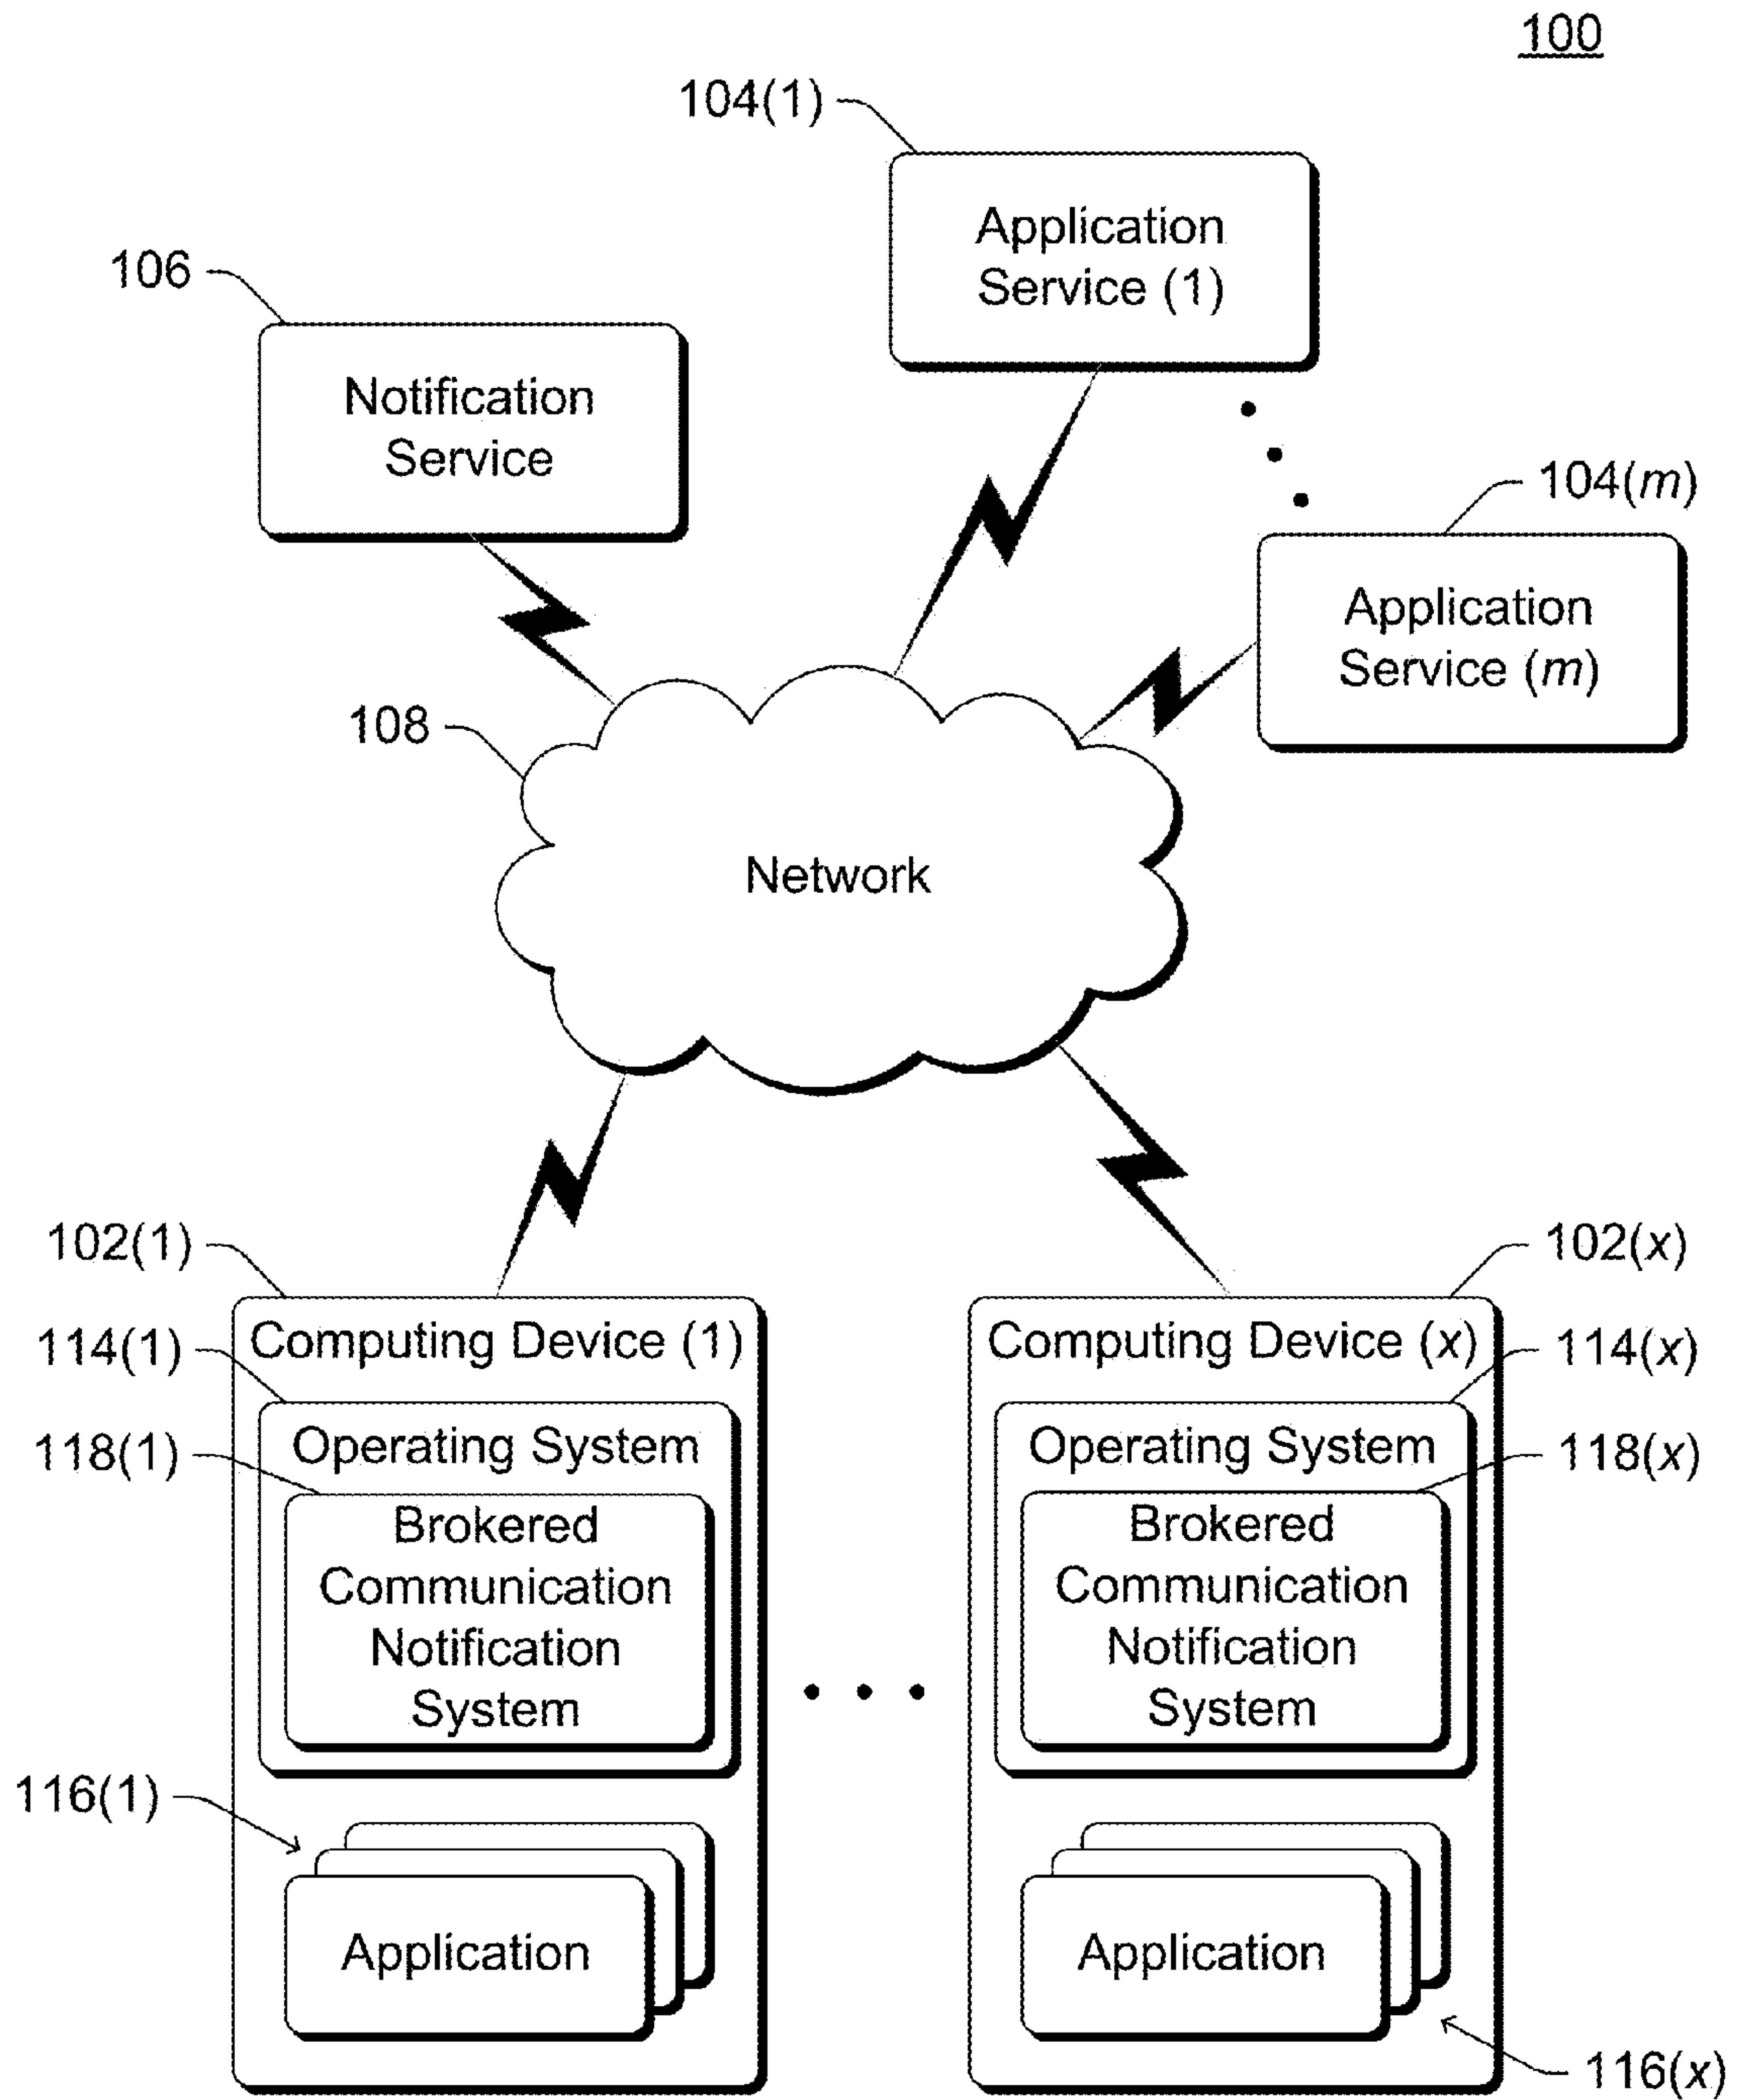 100
104(1)
Application
Service (1)
106
Notification
Service
104(m)
Application
Service (m)
108
Network
102(1)
102(x)
Computing Device (1)
Computing Device (x)
114(1)
114(x)
Operating System
Operating System
118(1)
118(x)
Brokered
Communication
Notification
System
Brokered
Communication
Notification
System
116(1)
Application
Application
116(x)